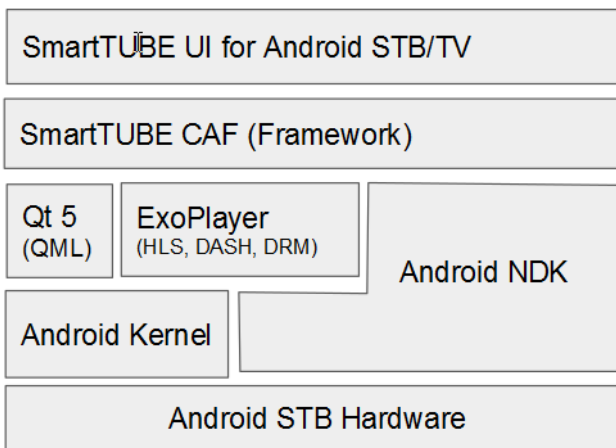 SmartTUBE UI for Android STB/TV
SmartTUBE CAF (Framework)
Qt 5
(QML)
ExoPlayer
(HLS, DASH, DRM)
Android NDK
Android Kernel
Android STB Hardware